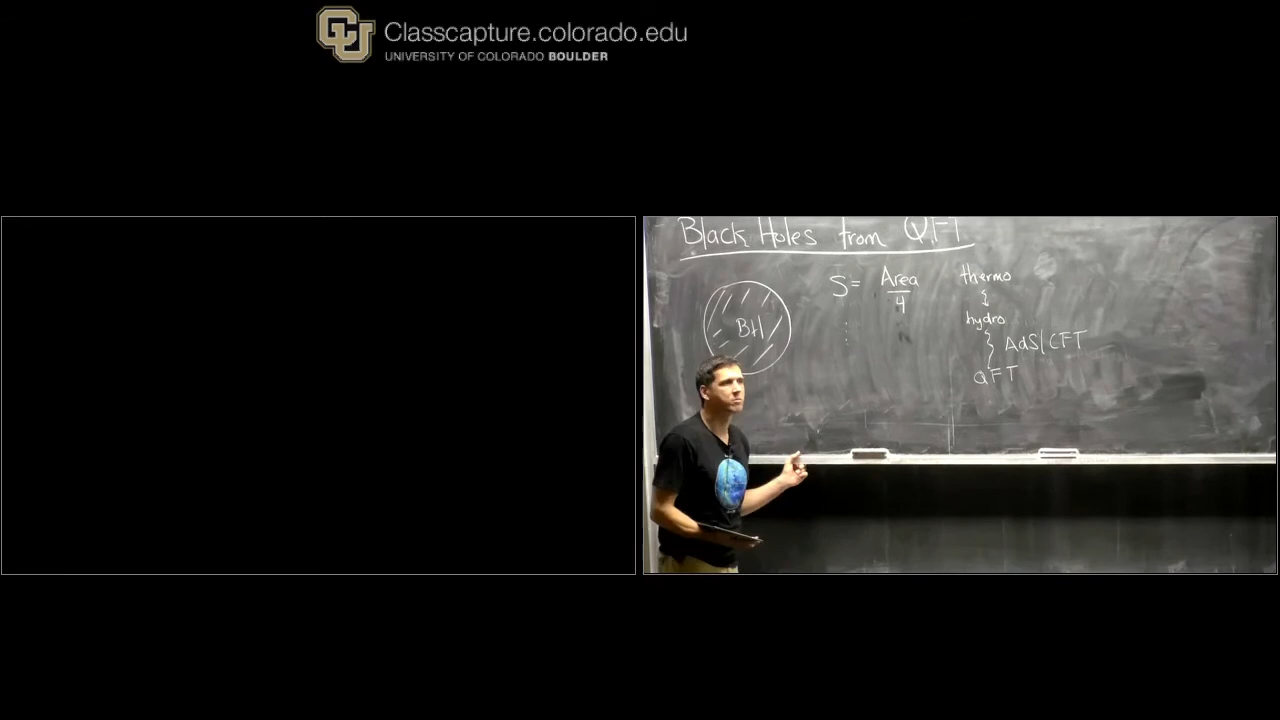 Classcapture.colorado.edu
UNIVERSITY OF COLORADO BOULDER
Black Holes from QFT
BH
S = Area
4
thermo
hydro
AdS/CFT
QFT